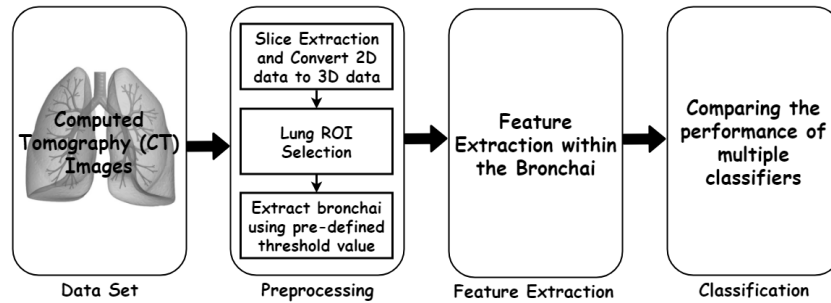 Computed
Tomography (CT)
Images
Data Set
Slice Extraction
and Convert 2D
data to 3D data
Lung ROI
Selection
Extract bronchai
using pre-defined
threshold value
Preprocessing
Feature
Extraction within
the Bronchai
Feature Extraction
Comparing the
performance of
multiple
classifiers
Classification